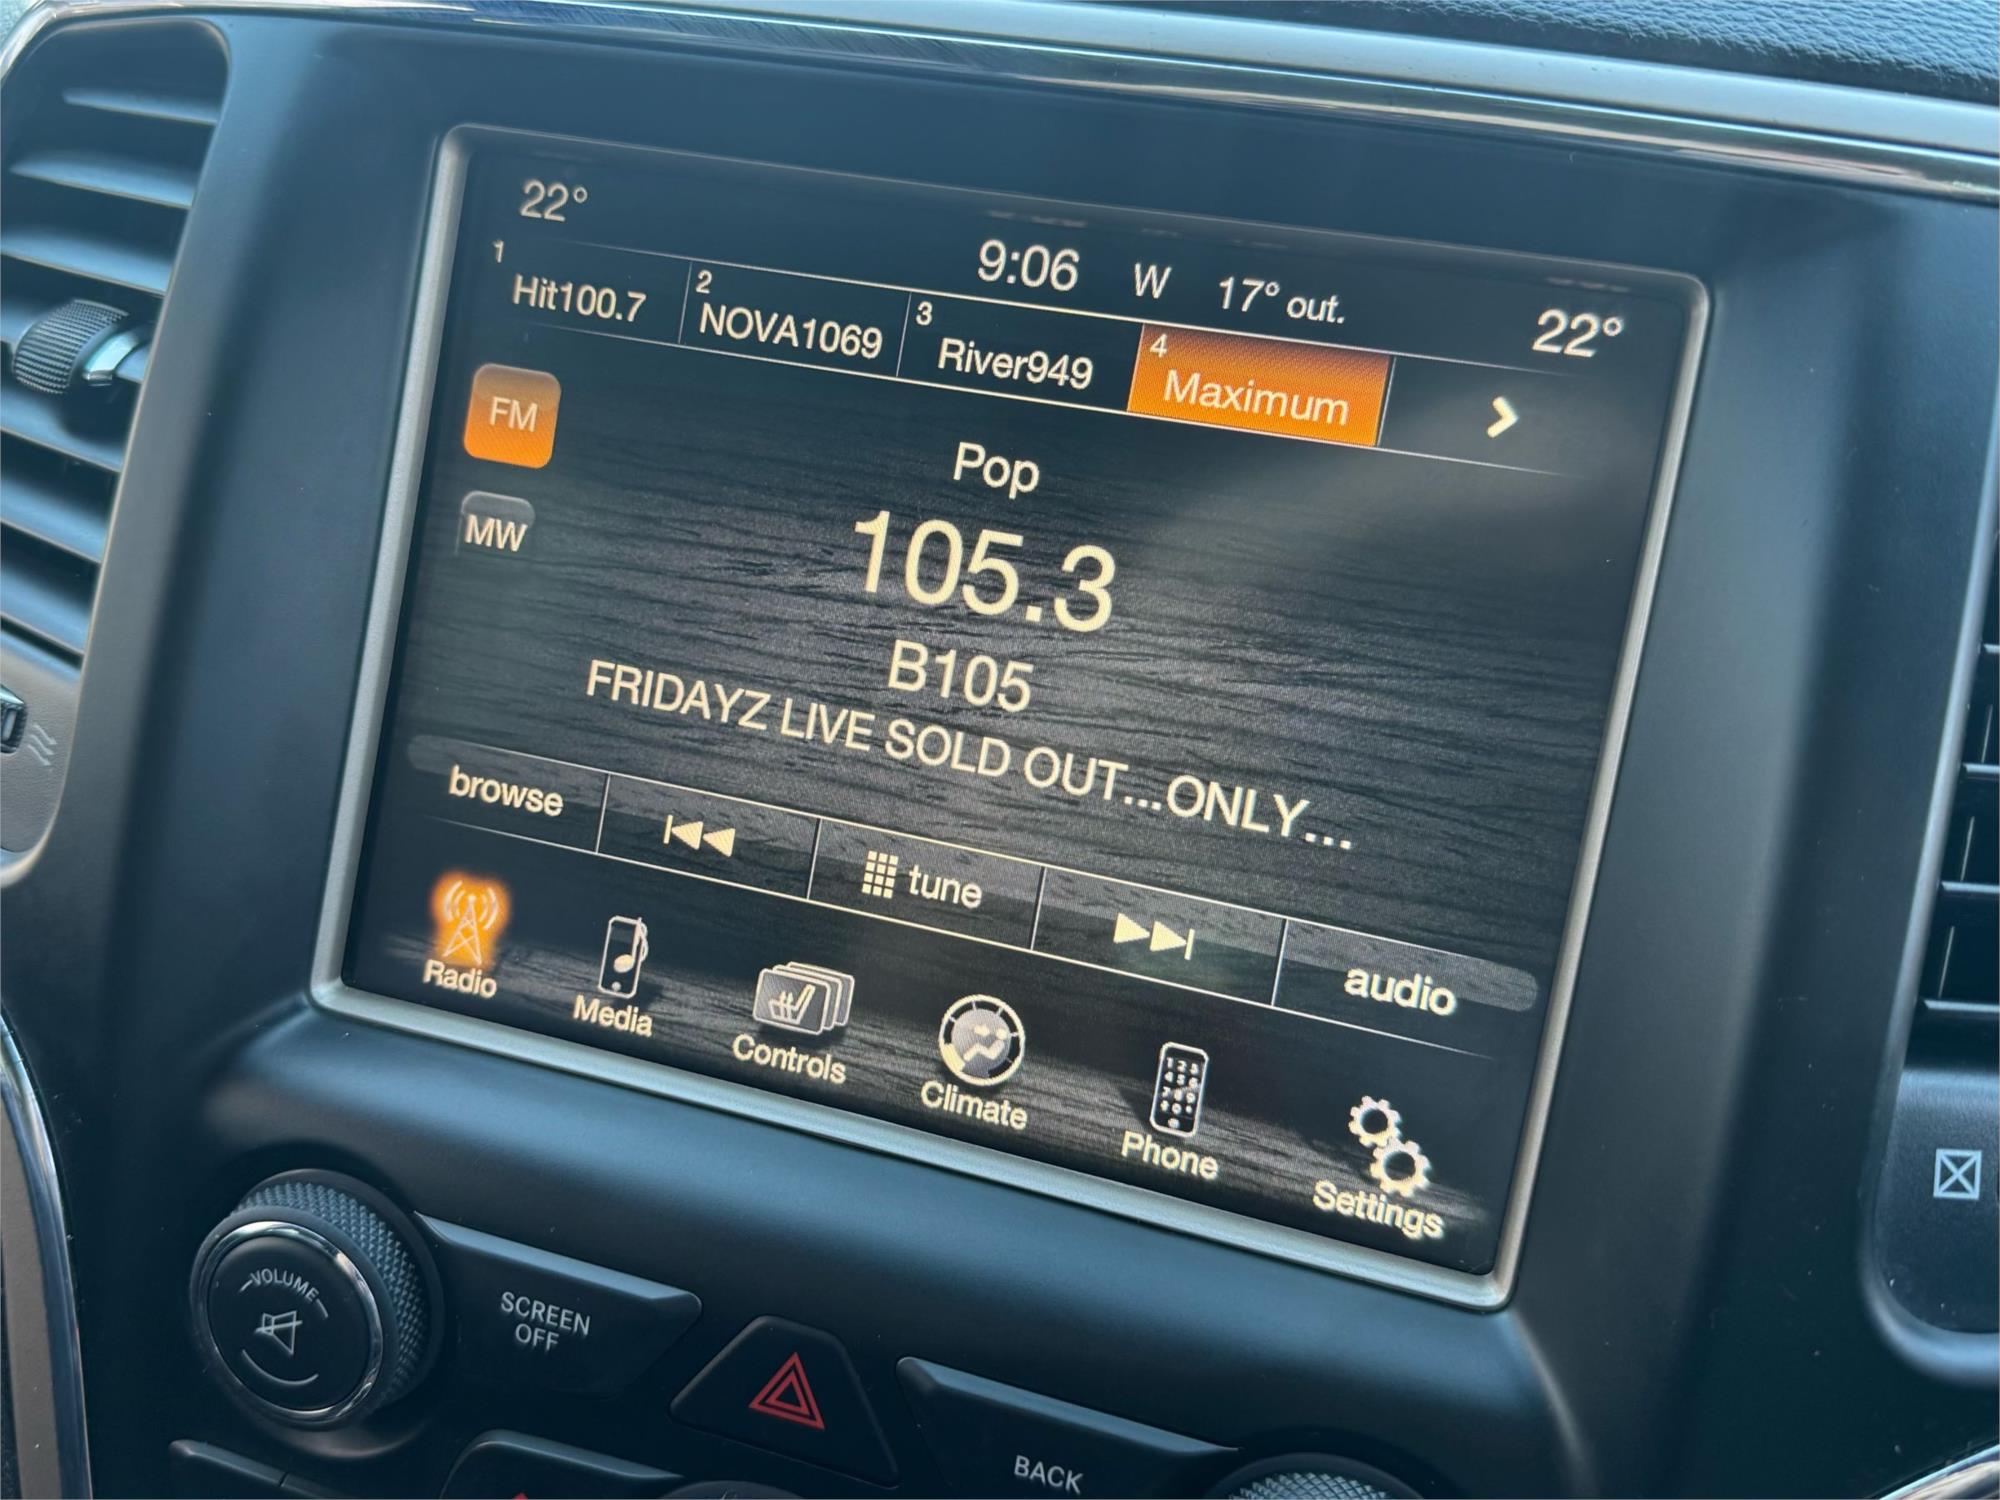 22°
9:06 W 17° out.
22°
1 Hit100.7
2 NOVA1069
3 River949
4 Maximum
FM
MW
Pop
105.3
B105
FRIDAYZ LIVE SOLD OUT...ONLY...
browse
tune
audio
Radio
Media
Controls
Climate
Phone
Settings
VOLUME
SCREEN
OFF
BACK